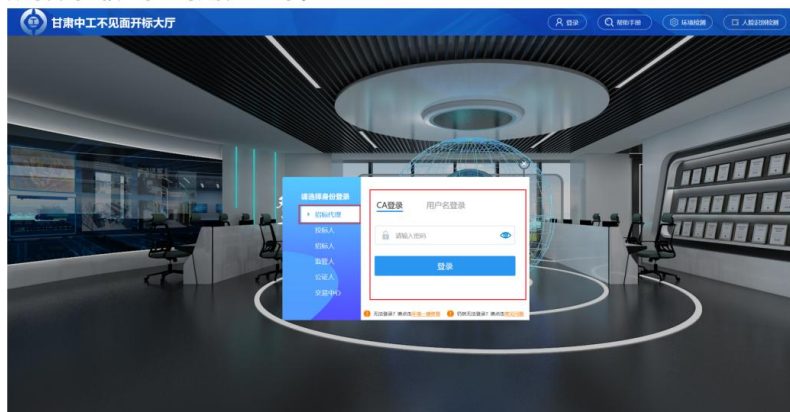 甘肃中工不见面开标大厅
登录
帮助手册
环境检测
人脸识别检测
请选择身份登录
招标代理
投标人
招标人
监管人
公证人
交易中心
CA登录
用户名登录
请输入密码
登录